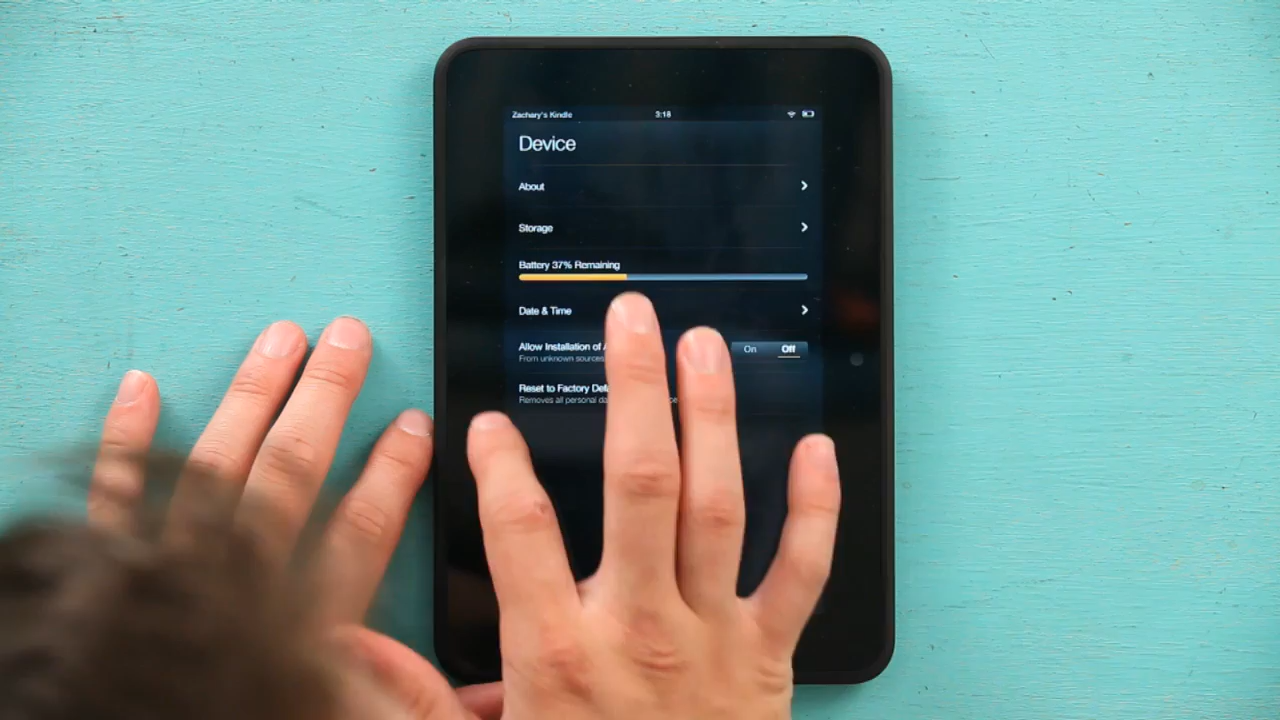 Zachary's Kindle 3:18
Device
About
Storage
Battery 37% Remaining
Date & Time
Allow Installation of
On Off
From unknown sources
Reset to Factory
Removes all personal